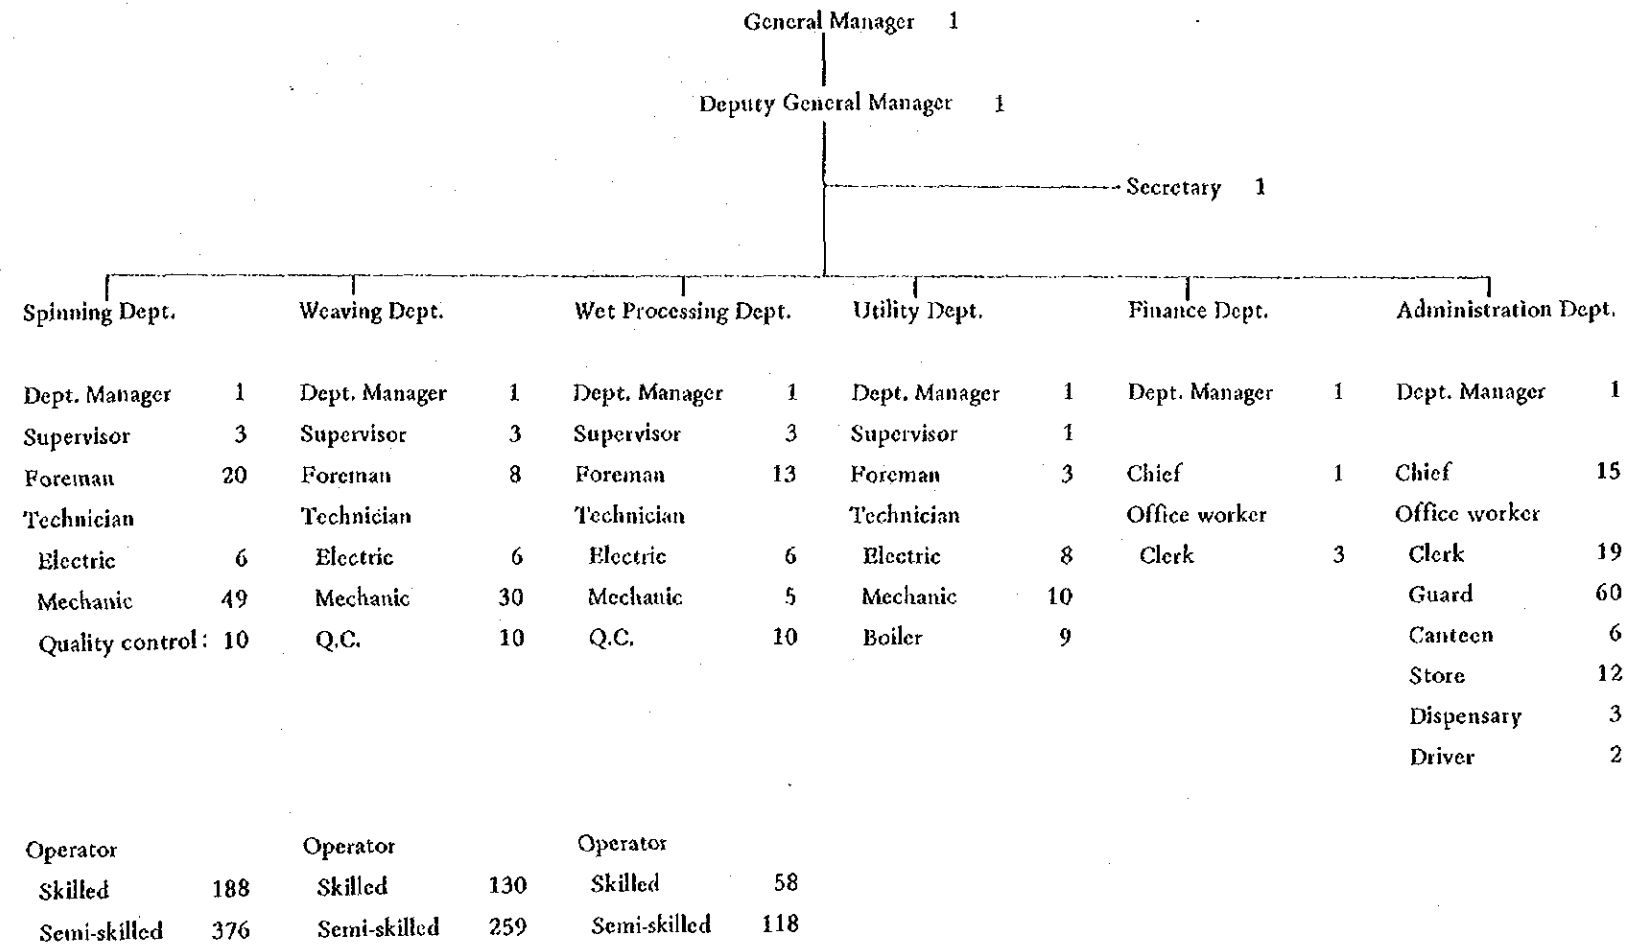 General Manager 1
Deputy General Manager 1
Secretary 1
Spinning Dept. Weaving Dept. Wet Processing Dept. Utility Dept. Finance Dept. Administration Dept.
Dept. Manager 1 Dept. Manager 1 Dept. Manager 1 Dept. Manager 1 Dept. Manager 1 Dept. Manager 1
Supervisor 3 Supervisor 3 Supervisor 3 Supervisor 1
Foreman 20 Foreman 8 Foreman 13 Foreman 3 Chief 1 Chief 15
Technician Technician Technician Technician Office worker Office worker
Electric 6 Electric 6 Electric 6 Electric 8 Clerk 3 Clerk 19
Mechanic 49 Mechanic 30 Mechanic 5 Mechanic 10 Guard 60
Quality control: 10 Q.C. 10 Q.C. 10 Boiler 9 Canteen 6
Store 12
Dispensary 3
Driver 2
Operator Operator Operator
Skilled 188 Skilled 130 Skilled 58
Semi-skilled 376 Semi-skilled 259 Semi-skilled 118